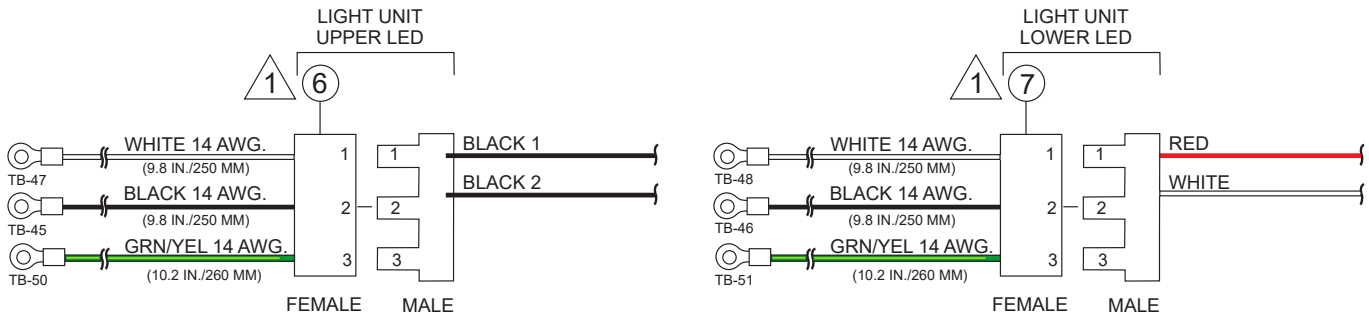 LIGHT UNIT
UPPER LED
1 6
WHITE 14 AWG.
(9.8 IN./250 MM)
TB-47
BLACK 14 AWG.
(9.8 IN./250 MM)
TB-45
GRN/YEL 14 AWG.
(10.2 IN./260 MM)
TB-50
1 1
2 2
3 3
BLACK 1
BLACK 2
FEMALE MALE
LIGHT UNIT
LOWER LED
1 7
WHITE 14 AWG.
(9.8 IN./250 MM)
TB-48
BLACK 14 AWG.
(9.8 IN./250 MM)
TB-46
GRN/YEL 14 AWG.
(10.2 IN./260 MM)
TB-51
1 1
2 2
3 3
RED
WHITE
FEMALE MALE